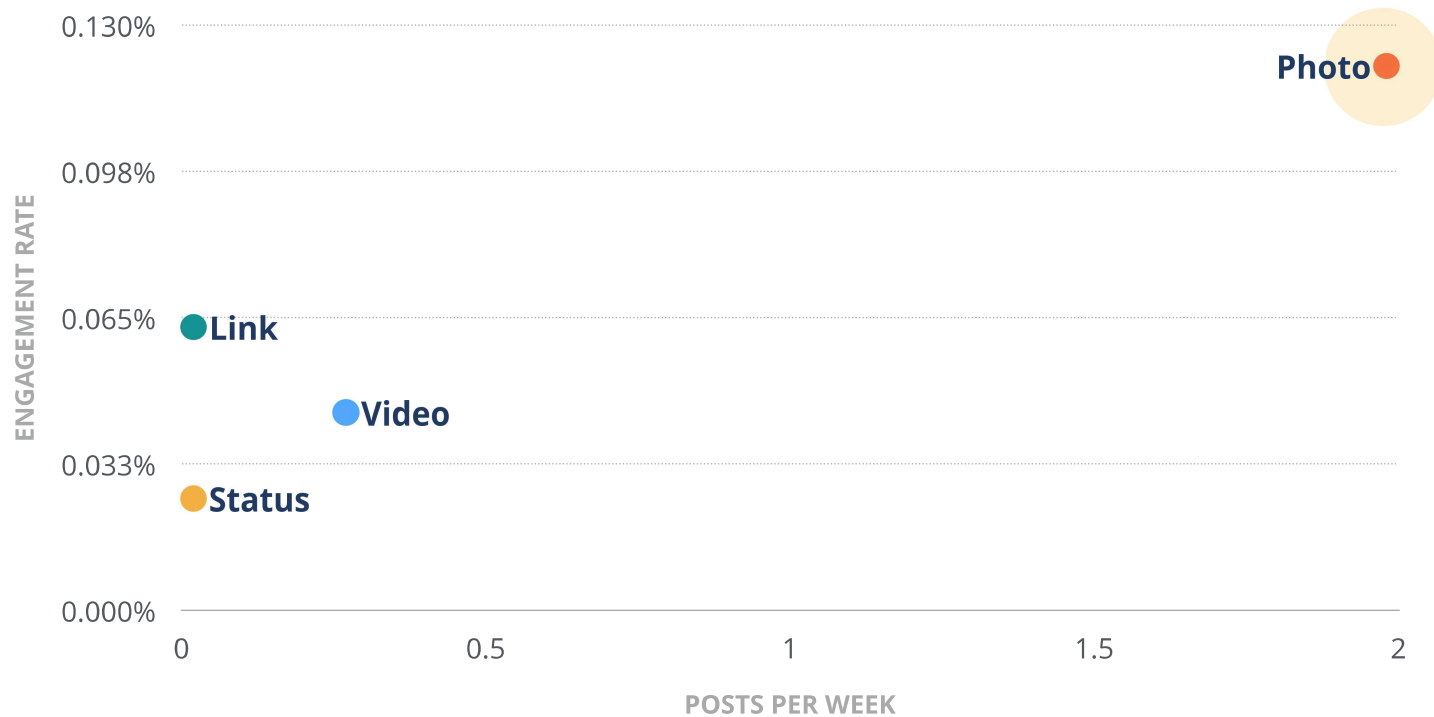 0.130%
Photo
0.098%
ENGAGEMENT RATE
0.065%
Link
Video
0.033%
Status
0.000%
0 0.5 1 1.5 2
POSTS PER WEEK